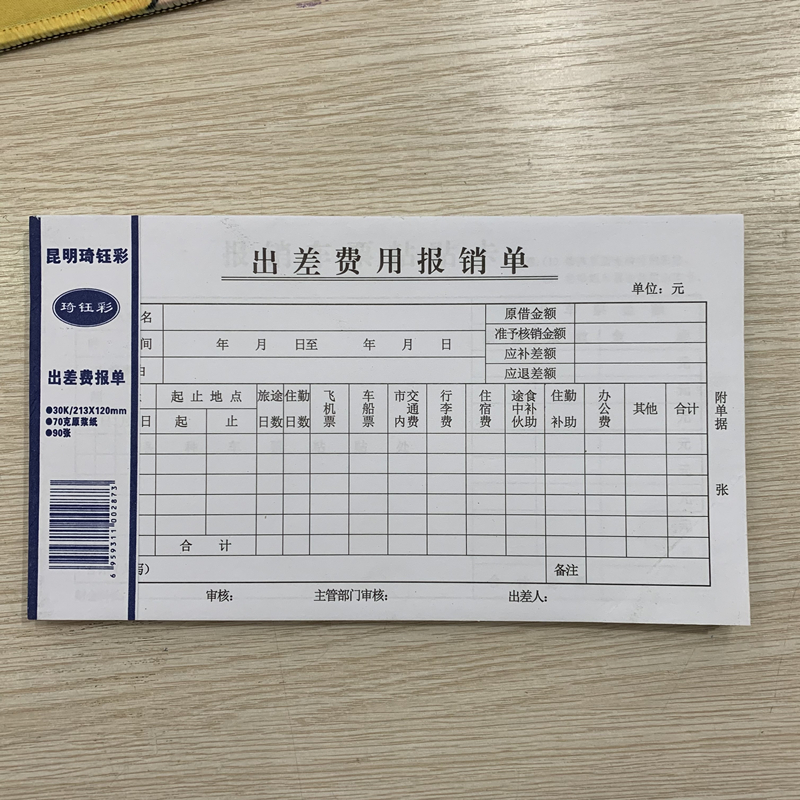 昆明琦钰彩
琦钰彩
出差费报单
●30K/213X120mm
●70克原浆纸
●90张
6 959311 002873
出差费用报销单
单位：元
名
原借金额
准予核销金额
间 年 月 日至 年 月 日
应补差额
应退差额
起止地点
日 起 止
旅途日数
住勤日数
飞机票
车船票
市内交通费
行李费
住宿费
途中伙食补助
住勤补助
办公费
其他
合计
附单据
张
合 计
写）
备注
审核：
主管部门审核：
出差人：